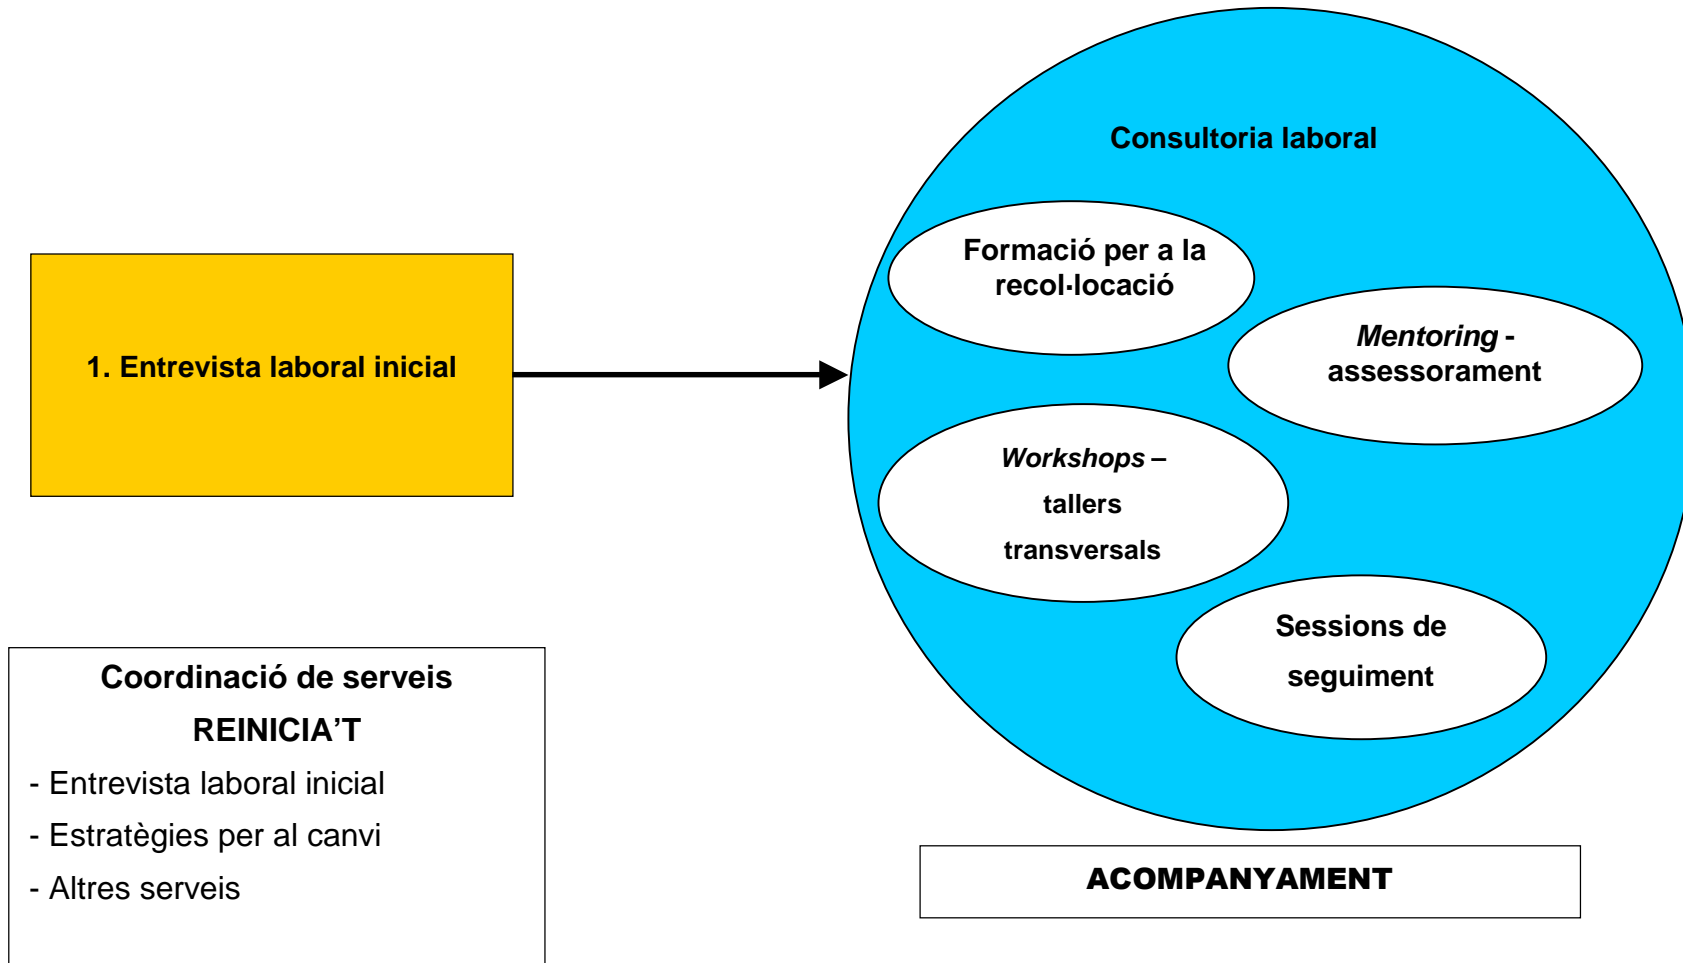 Consultoria laboral
Formació per a la
recol·locació
1. Entrevista laboral inicial
Mentoring -
assessorament
Workshops –
tallers
transversals
Sessions de
seguiment
Coordinació de serveis
REINICIA’T
- Entrevista laboral inicial
- Estratègies per al canvi
- Altres serveis
ACOMPANYAMENT